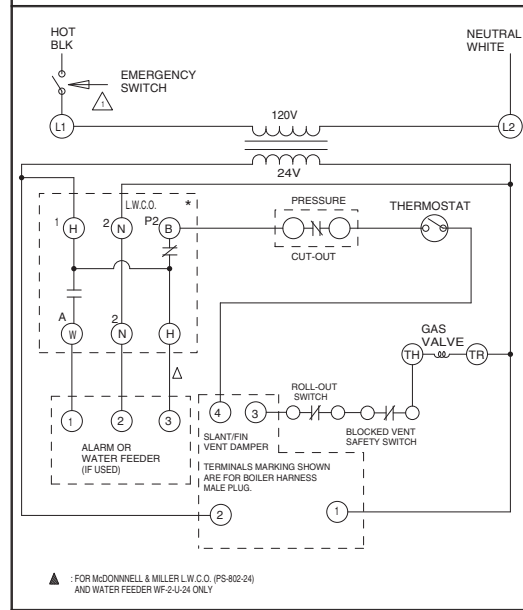 HOT
BLK
NEUTRAL
WHITE
EMERGENCY
SWITCH
1
L1
120V
L2
24V
L.W.C.O.
*
1
H
2
N
P2
B
PRESSURE
CUT-OUT
THERMOSTAT
A
W
2
N
H
GAS
VALVE
TH
TR
1
2
3
ALARM OR
WATER FEEDER
(IF USED)
4
3
ROLL-OUT
SWITCH
BLOCKED VENT
SAFETY SWITCH
SLANT/FIN
VENT DAMPER
TERMINALS MARKING SHOWN
ARE FOR BOILER HARNESS
MALE PLUG.
2
1
: FOR McDONNNELL & MILLER L.W.C.O. (PS-802-24)
AND WATER FEEDER WF-2-U-24 ONLY